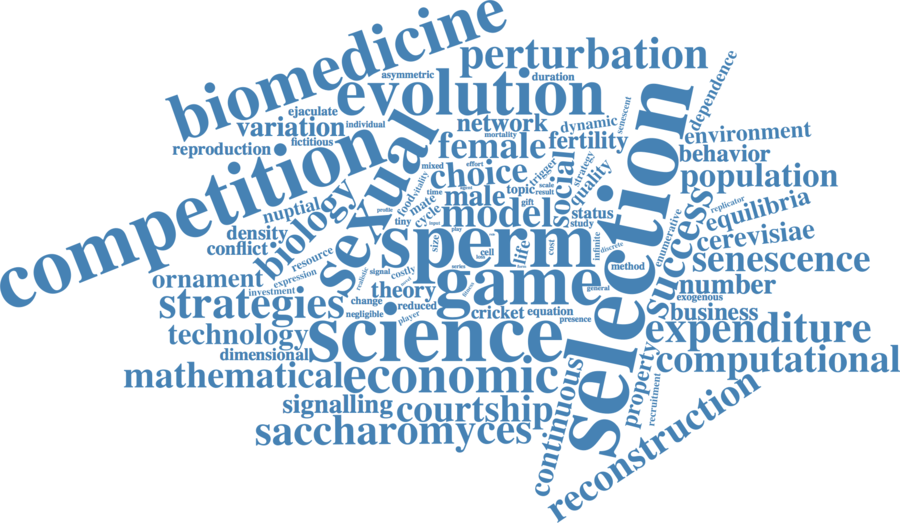 biomedicine
perturbation
asymmetric
duration
evolution
dependence
ejaculate
senescent
variation
individual
network
dynamic
environment
fictitious
mortality
reproduction
female
fertility
behavior
competition
sexual
mixed
effort
trigger
strategy
choice
social
selection
population
vitality
topic
scale
result
quality
biology
time
male
food
mate
gift
nuptial
replicator
profile
cycle
model
status
success
equilibria
tiny
study
density
play
enumerative
cerevisiae
conflict
sperm
size
cell
life
cost
infinite
discrete
resource
method
senescence
ornament
expression
realistic
signal
costly
series
game
number
investment
theory
general
exogenous
strategies
change
reduced
cricket
equation
business
negligible
player
presence
technology
science
expenditure
dimensional
property
computational
mathematical
economic
recruitment
signalling
courtship
continuous
saccharomyces
reconstruction